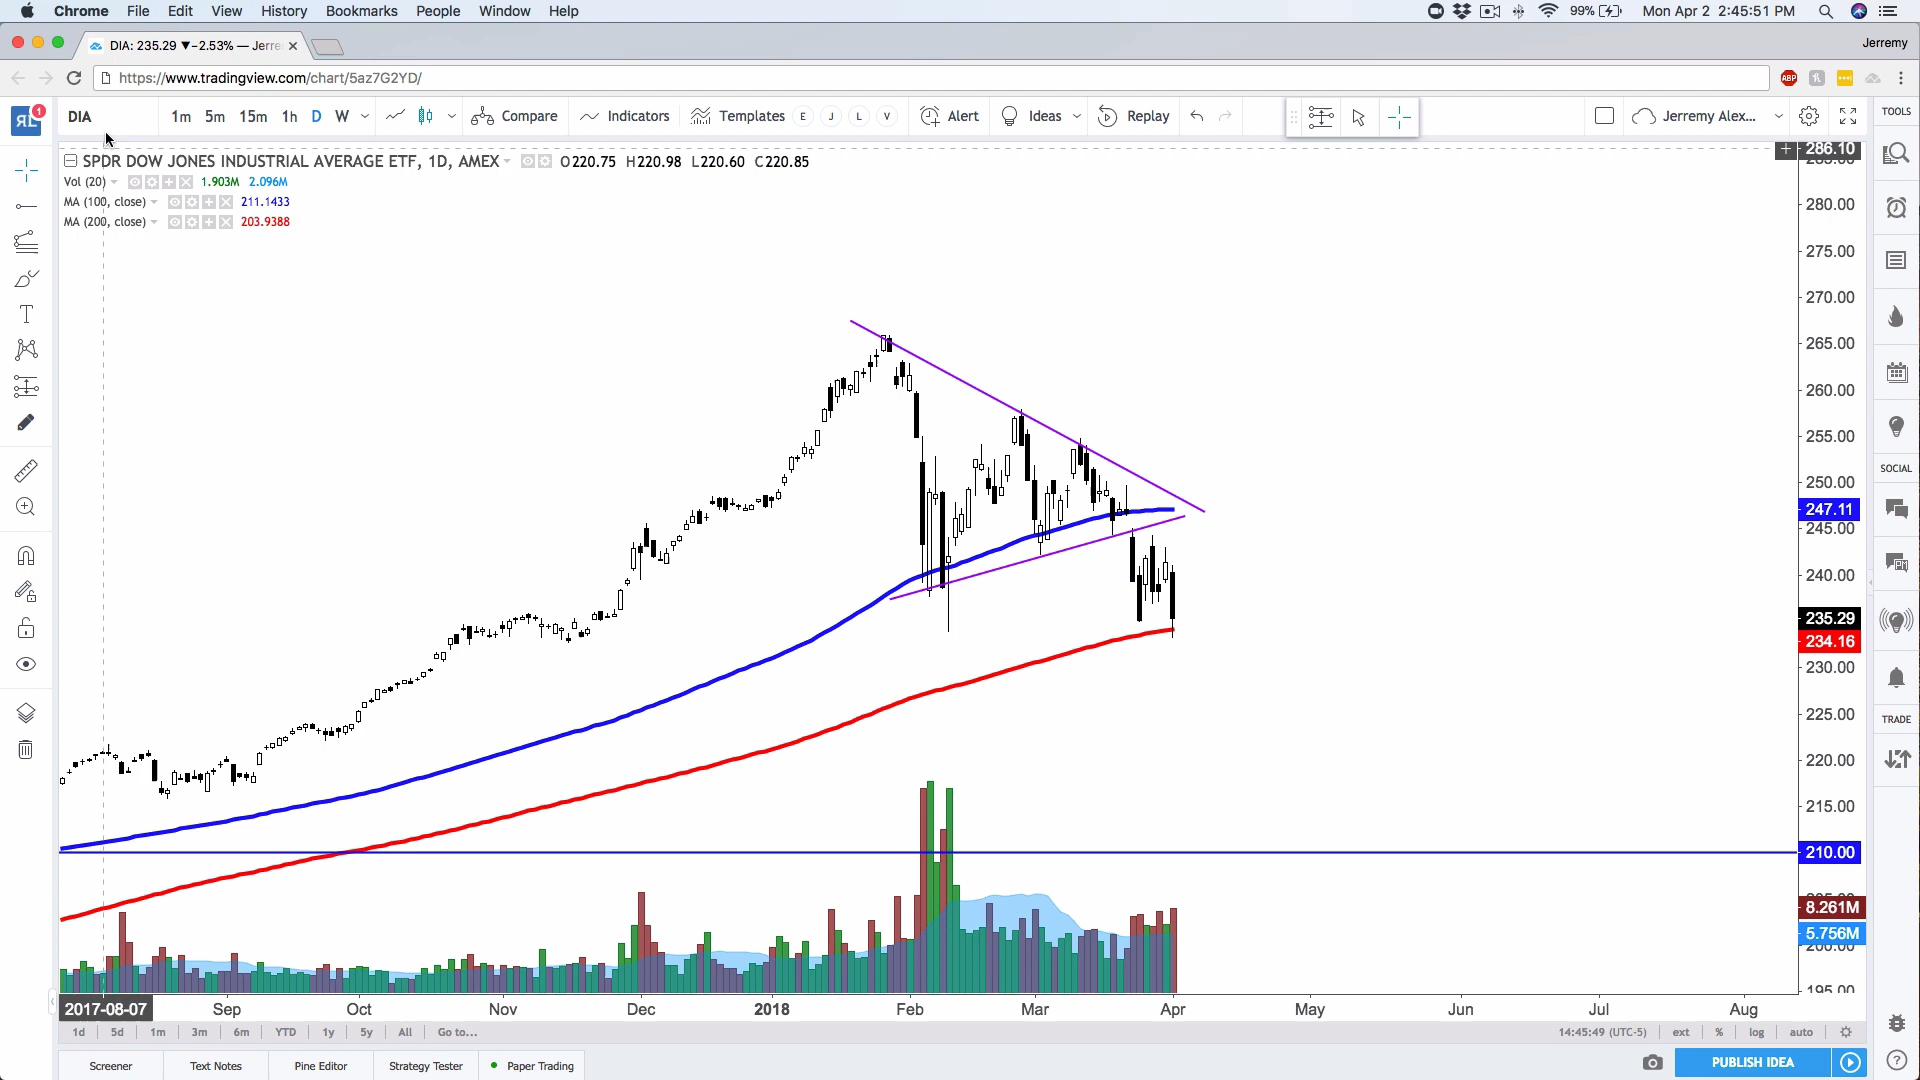 Chrome File Edit View History Bookmarks People Window Help 99% Mon Apr 2 2:45:51 PM
DIA: 235.29 ▼-2.53% — Jerre Jerremy
https://www.tradingview.com/chart/5az7G2YD/ ABP
DIA 1m 5m 15m 1h D W Compare Indicators Templates E J L V Alert Ideas Replay Jeremy Alex... TOOLS
1
SPDR DOW JONES INDUSTRIAL AVERAGE ETF, 1D, AMEX O220.75 H220.98 L220.60 C220.85
Vol (20) 1.903M 2.096M
MA (100, close) 211.1433
MA (200, close) 203.9388
286.10
280.00
275.00
270.00
265.00
260.00
255.00
SOCIAL
250.00
247.11
245.00
240.00
235.29
234.16
230.00
225.00
TRADE
220.00
215.00
210.00
8.261M
5.756M
200.00
195.00
2017-08-07 Sep Oct Nov Dec 2018 Feb Mar Apr May Jun Jul Aug
1d 5d 1m 3m 6m YTD 1y 5y All Go to... 14:45:49 (UTC-5) ext % log auto
Screener Text Notes Pine Editor Strategy Tester Paper Trading PUBLISH IDEA